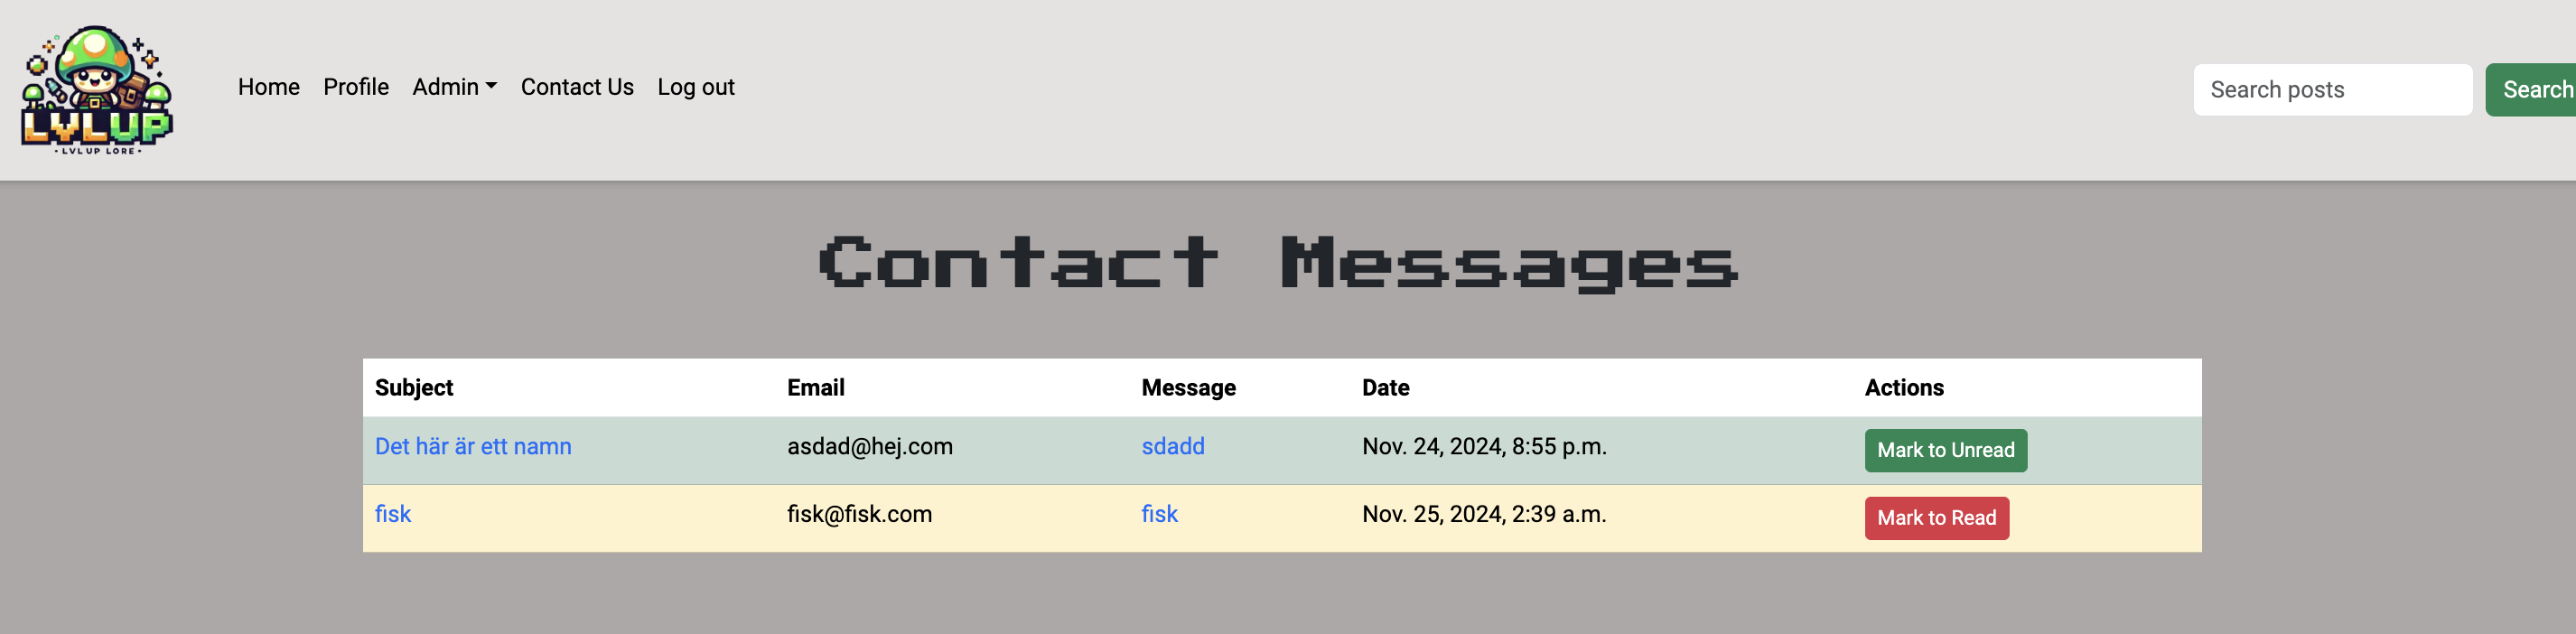 LVLUP
· LVL UP LORE ·
Home Profile Admin Contact Us Log out
Search posts Search
Contact Messages
Subject Email Message Date Actions
Det här är ett namn asdad@hej.com sdadd Nov. 24, 2024, 8:55 p.m. Mark to Unread
fisk fisk@fisk.com fisk Nov. 25, 2024, 2:39 a.m. Mark to Read